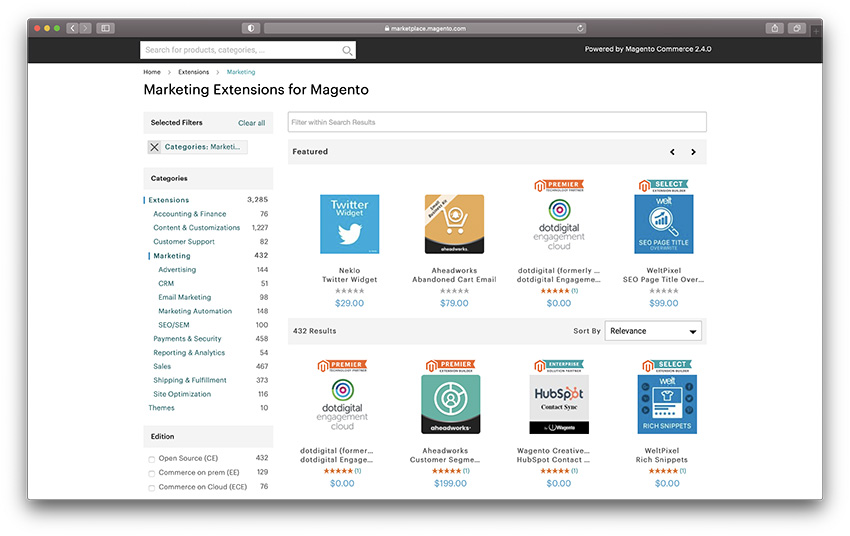 marketplace.magento.com
Search for products, categories, ...
Powered by Magento Commerce 2.4.0
Home > Extensions > Marketing
Marketing Extensions for Magento
Selected Filters
Clear all
Categories: Marketi...
Categories
Extensions 3,285
Accounting & Finance 76
Content & Customizations 1,227
Customer Support 82
Marketing 432
Advertising 144
CRM 51
Email Marketing 98
Marketing Automation 148
SEO/SEM 100
Payments & Security 458
Reporting & Analytics 54
Sales 467
Shipping & Fulfillment 373
Site Optimization 116
Themes 10
Edition
Open Source (CE) 432
Commerce on prem (EE) 129
Commerce on Cloud (ECE) 76
Filter within Search Results
Featured
Twitter
Widget
Neklo
Twitter Widget
$29.00
Email
Business div
aheadworks
Aheadworks
Abandoned Cart Email
$79.00
PREMIER
TECHNOLOGY PARTNER
dotdigital
engagement
cloud
dotdigital (formerly ...
dotdigital Engageme...
(1)
$0.00
SELECT
EXTENSION BUILDER
welt
SEO PAGE TITLE
OVERWRITE
WeltPixel
SEO Page Title Over...
$99.00
432 Results
Sort By
Relevance
PREMIER
TECHNOLOGY PARTNER
dotdigital
engagement
cloud
dotdigital (former...
dotdigital Engage...
(1)
$0.00
PREMIER
EXTENSION BUILDER
aheadworks
Aheadworks
Customer Segme...
(1)
$199.00
ENTERPRISE
SOLUTION PARTNER
HubSpot
Contact Sync
by Wagento
Wagento Creative...
HubSpot Contact ...
(1)
$0.00
SELECT
EXTENSION BUILDER
welt
RICH SNIPPETS
WeltPixel
Rich Snippets
(1)
$0.00